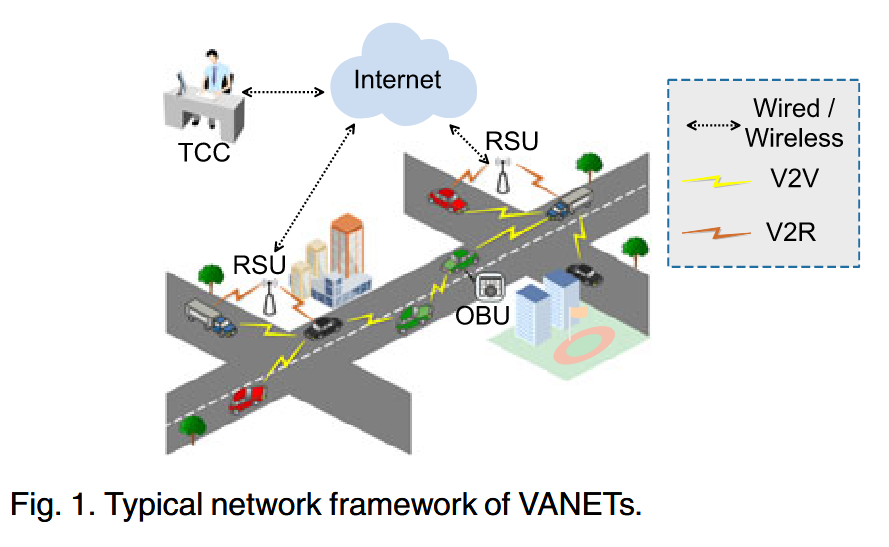 Internet
TCC
RSU
RSU
OBU
Wired /
Wireless
V2V
V2R
Fig. 1. Typical network framework of VANETs.